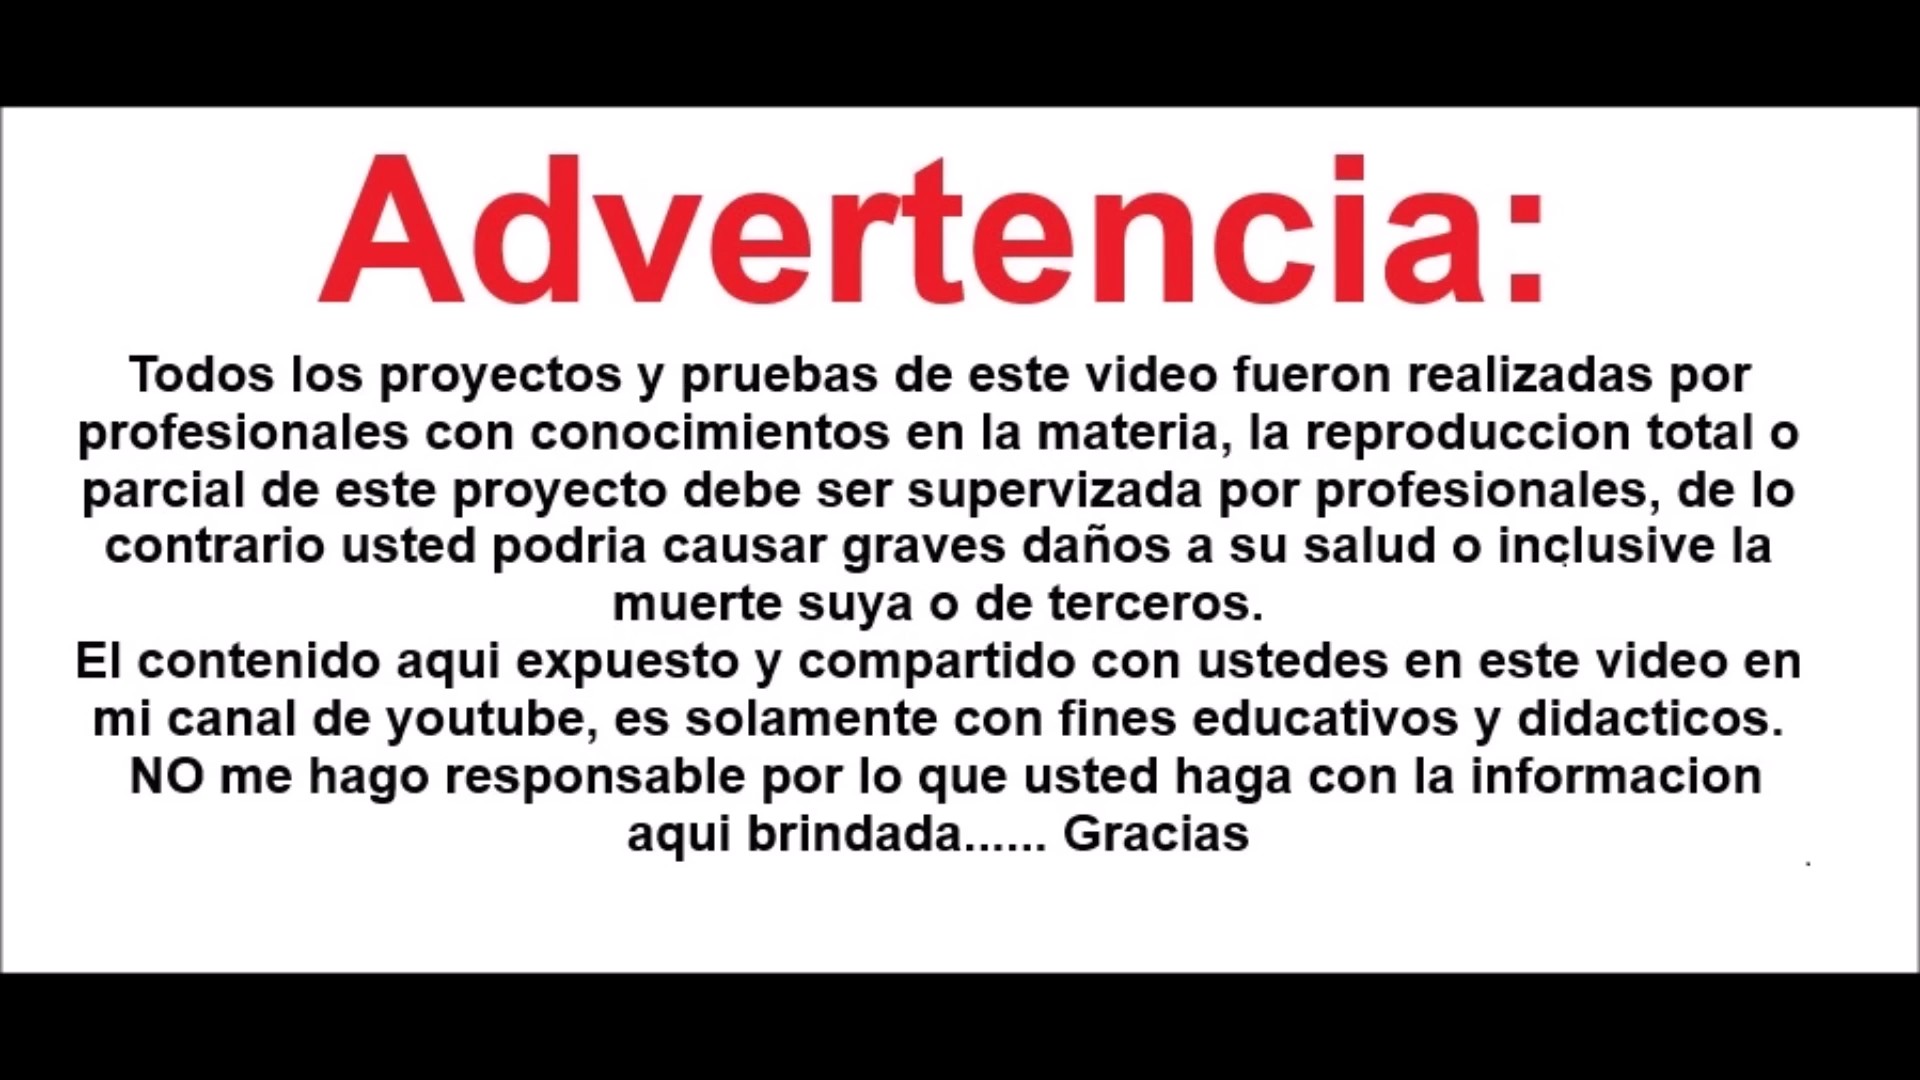 Advertencia:
Todos los proyectos y pruebas de este video fueron realizadas por
profesionales con conocimientos en la materia, la reproduccion total o
parcial de este proyecto debe ser supervizada por profesionales, de lo
contrario usted podria causar graves daños a su salud o inclusive la
muerte suya o de terceros.
El contenido aqui expuesto y compartido con ustedes en este video en
mi canal de youtube, es solamente con fines educativos y didacticos.
NO me hago responsable por lo que usted haga con la informacion
aqui brindada...... Gracias